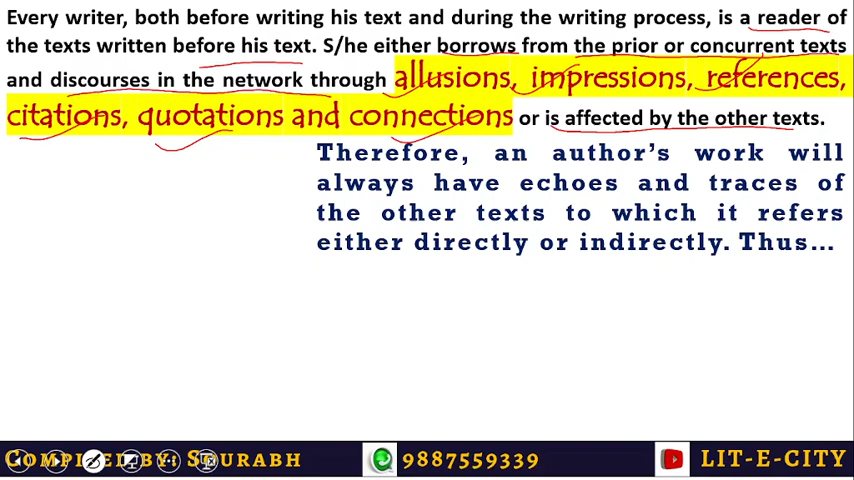 Every writer, both before writing his text and during the writing process, is a reader of
the texts written before his text. S/he either borrows from the prior or concurrent texts
and discourses in the network through allusions, impressions, references,
citations, quotations and connections or is affected by the other texts.
Therefore, an author's work will
always have echoes and traces of
the other texts to which it refers
either directly or indirectly. Thus...
COMPILED BY: SOURABH 9887559339 LIT-E-CITY